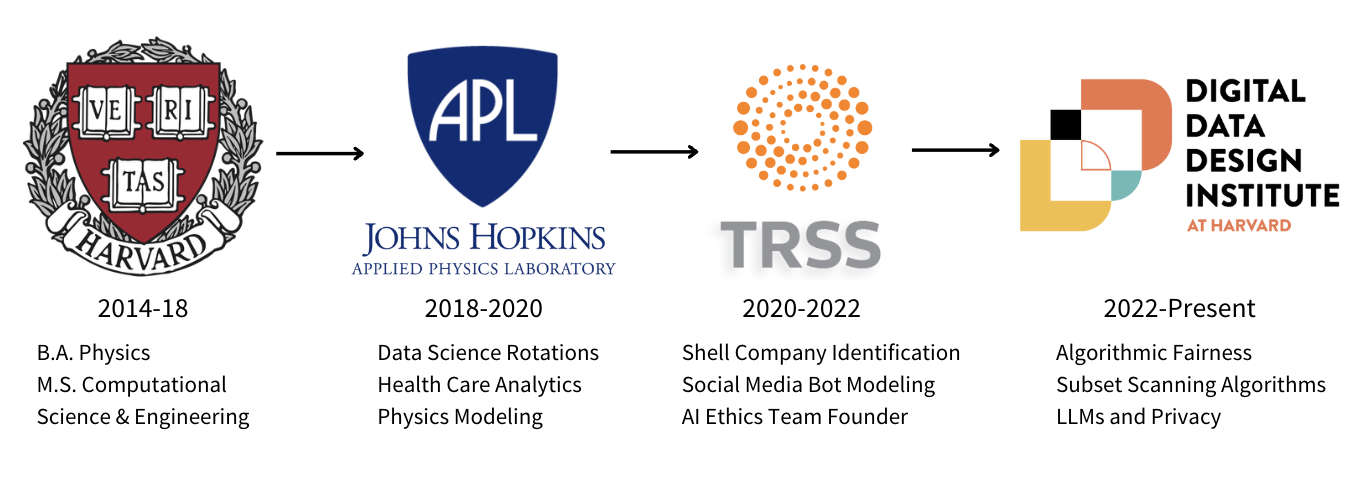 VE RI
TAS
HARVARD
2014-18
B.A. Physics
M.S. Computational
Science & Engineering
APL
JOHNS HOPKINS
APPLIED PHYSICS LABORATORY
2018-2020
Data Science Rotations
Health Care Analytics
Physics Modeling
TRSS
2020-2022
Shell Company Identification
Social Media Bot Modeling
AI Ethics Team Founder
DIGITAL
DATA
DESIGN
INSTITUTE
AT HARVARD
2022-Present
Algorithmic Fairness
Subset Scanning Algorithms
LLMs and Privacy